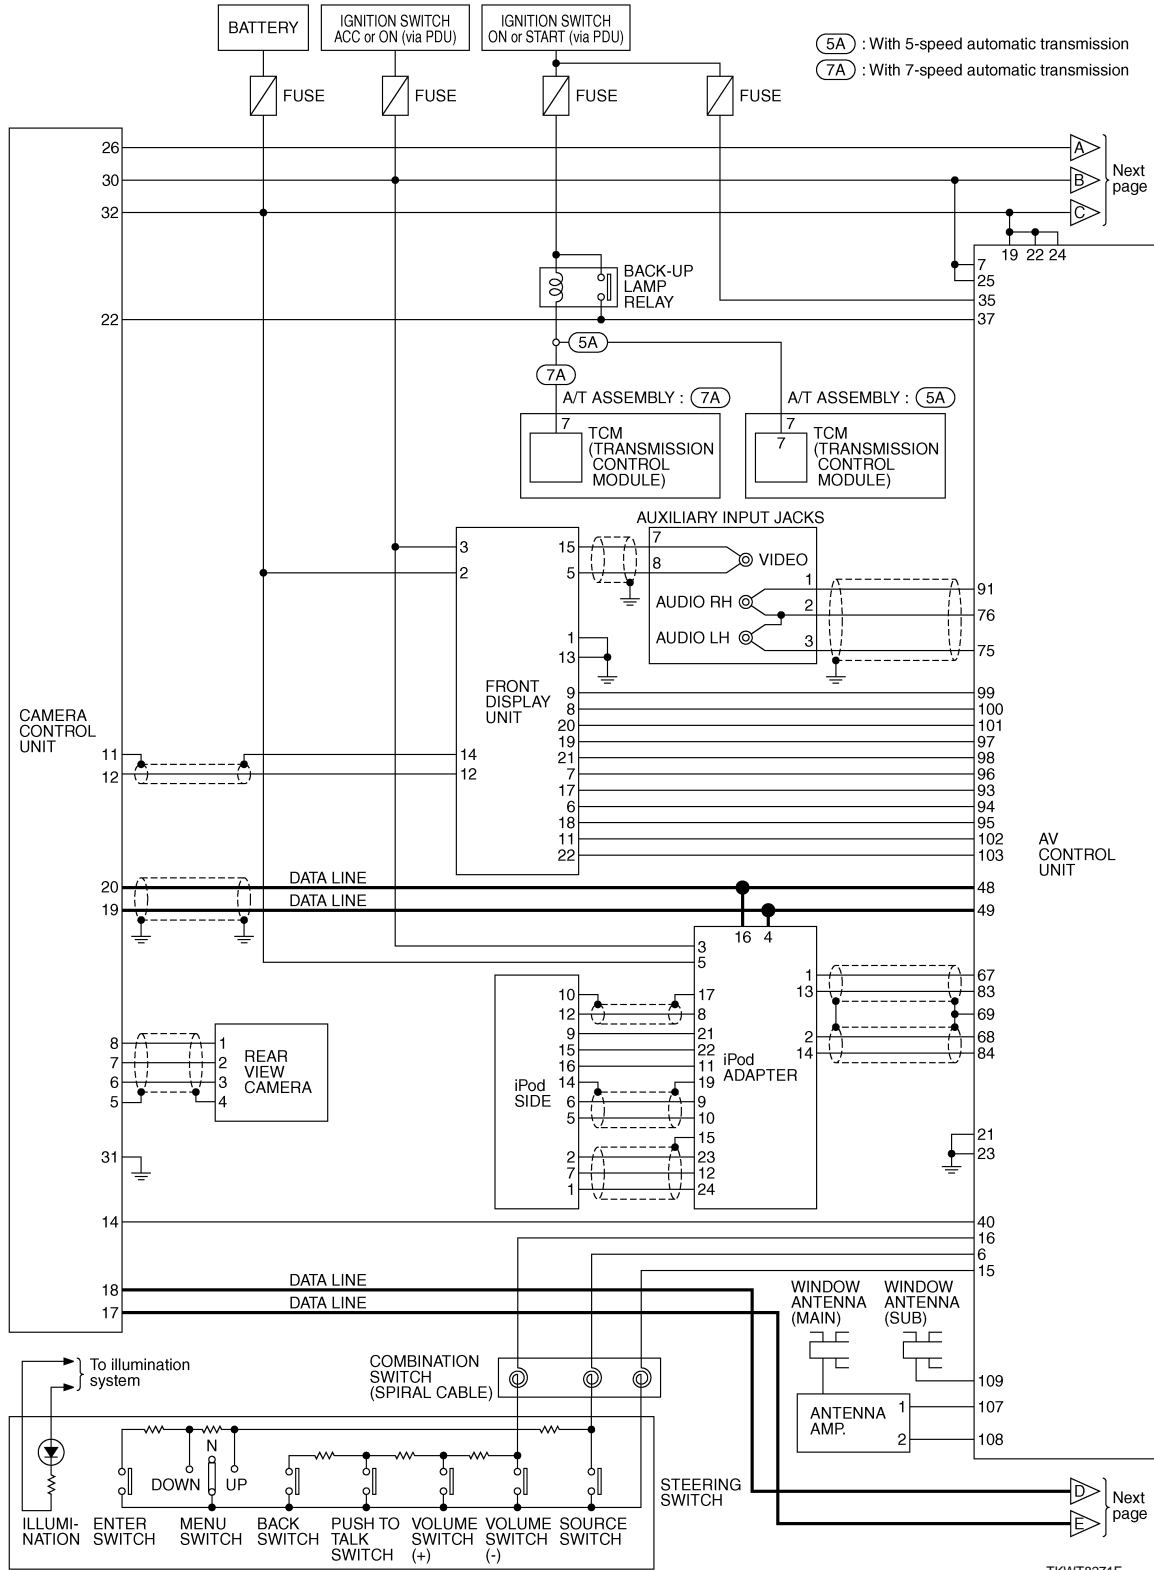 BATTERY
IGNITION SWITCH
ACC or ON (via PDU)
IGNITION SWITCH
ON or START (via PDU)
5A : With 5-speed automatic transmission
7A : With 7-speed automatic transmission
FUSE
FUSE
FUSE
FUSE
26
A
30
B
Next
page
32
C
19 22 24
7
25
BACK-UP
LAMP
RELAY
35
22
37
5A
7A
A/T ASSEMBLY : 7A
A/T ASSEMBLY : 5A
7
TCM
(TRANSMISSION
CONTROL
MODULE)
7
7
TCM
(TRANSMISSION
CONTROL
MODULE)
AUXILIARY INPUT JACKS
3
15
7
VIDEO
2
5
8
1
91
AUDIO RH
2
76
AUDIO LH
3
75
1
13
FRONT
DISPLAY
UNIT
9
99
8
100
20
101
19
97
21
98
7
96
17
93
6
94
18
95
11
102
22
103
CAMERA
CONTROL
UNIT
11
14
12
12
AV
CONTROL
UNIT
20
DATA LINE
48
19
DATA LINE
49
16 4
3
5
1
67
13
83
69
2
68
14
84
iPod
ADAPTER
iPod
SIDE
10
17
12
8
9
21
15
22
16
11
14
19
6
9
5
10
15
2
23
7
12
1
24
8
1
7
2
6
3
5
4
REAR
VIEW
CAMERA
21
23
31
14
40
16
6
15
18
DATA LINE
17
DATA LINE
WINDOW
ANTENNA
(MAIN)
WINDOW
ANTENNA
(SUB)
109
ANTENNA
AMP.
1
107
2
108
To illumination
system
COMBINATION
SWITCH
(SPIRAL CABLE)
N
DOWN
UP
STEERING
SWITCH
D
E
Next
page
ILLUMI-
NATION
ENTER
SWITCH
MENU
SWITCH
BACK
SWITCH
PUSH TO
TALK
SWITCH
VOLUME
SWITCH
(+)
VOLUME
SWITCH
(-)
SOURCE
SWITCH